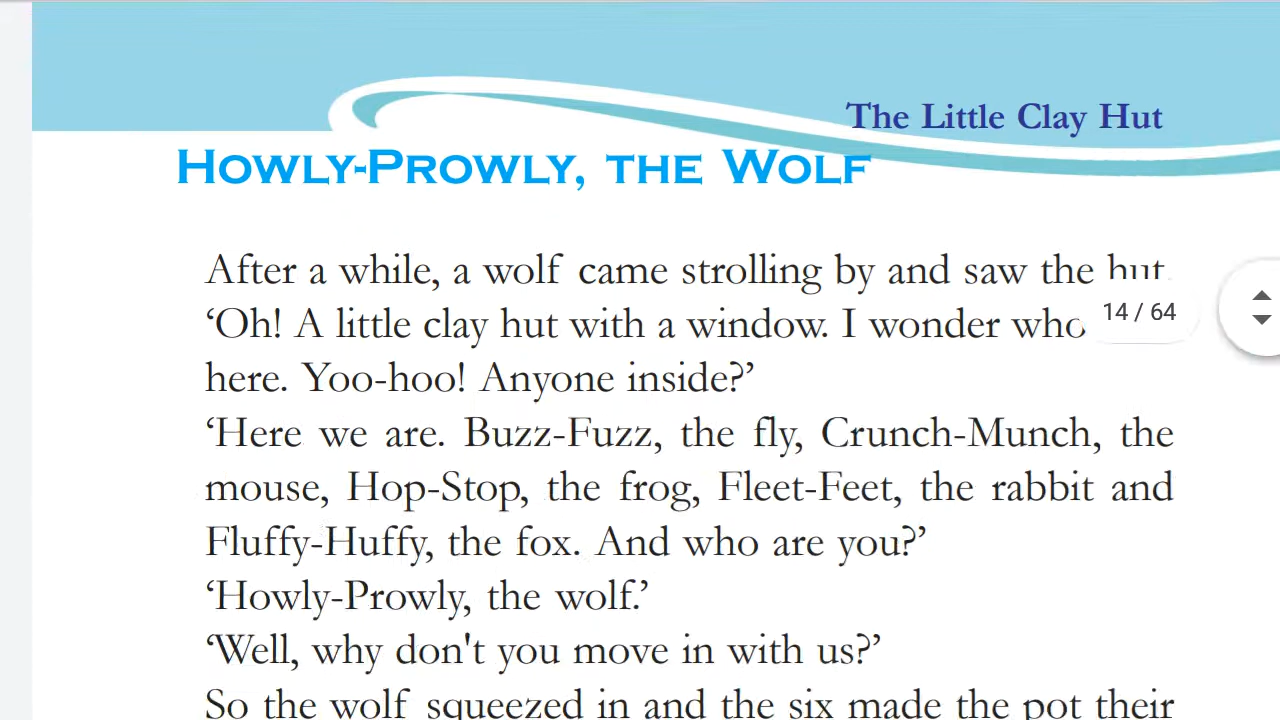 The Little Clay Hut
HOWLY-PROWLY, THE WOLF
After a while, a wolf came strolling by and saw the hut.
‘Oh! A little clay hut with a window. I wonder who
14 / 64
here. Yoo-hoo! Anyone inside?’
‘Here we are. Buzz-Fuzz, the fly, Crunch-Munch, the
mouse, Hop-Stop, the frog, Fleet-Feet, the rabbit and
Fluffy-Huffy, the fox. And who are you?’
‘Howly-Prowly, the wolf.’
‘Well, why don't you move in with us?’
So the wolf squeezed in and the six made the pot their